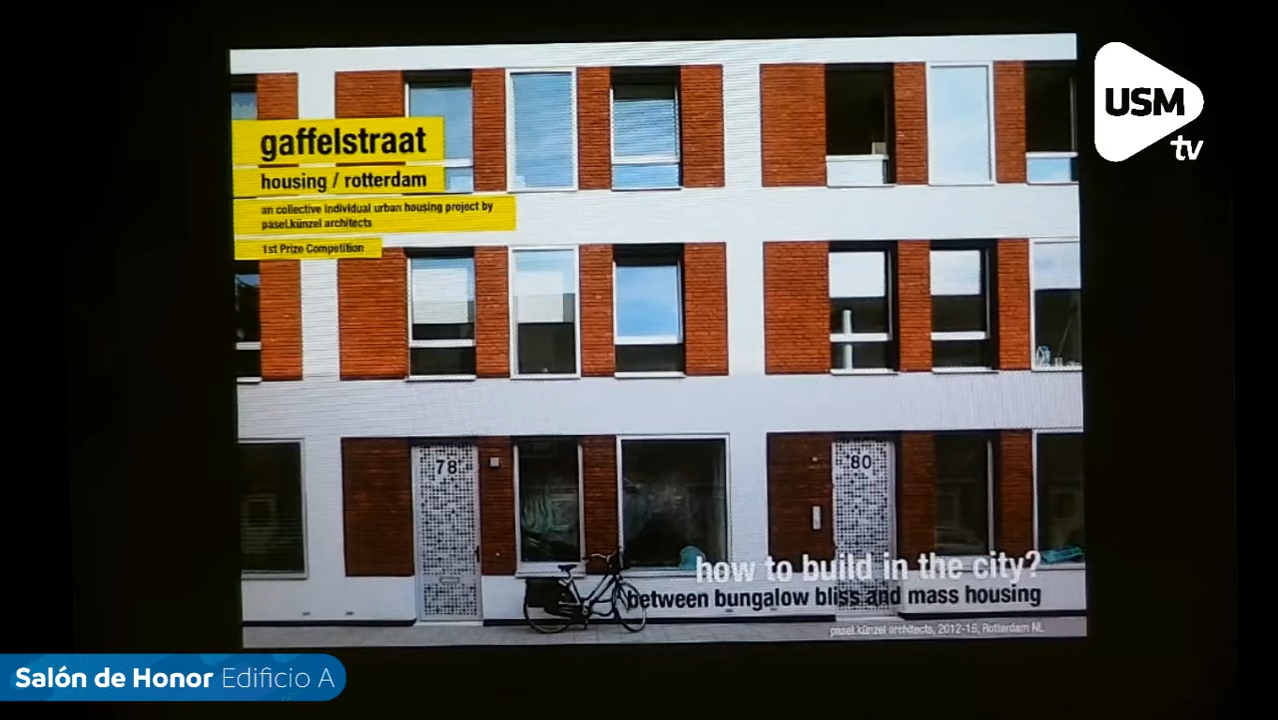 USM
tv
gaffelstraat
housing / rotterdam
an collective individual urban housing project by
pasel.künzel architects
1st Prize Competition
78
80
how to build in the city?
between bungalow bliss and mass housing
pasel.künzel architects, 2012-15, Rotterdam NL
Salón de Honor Edificio A